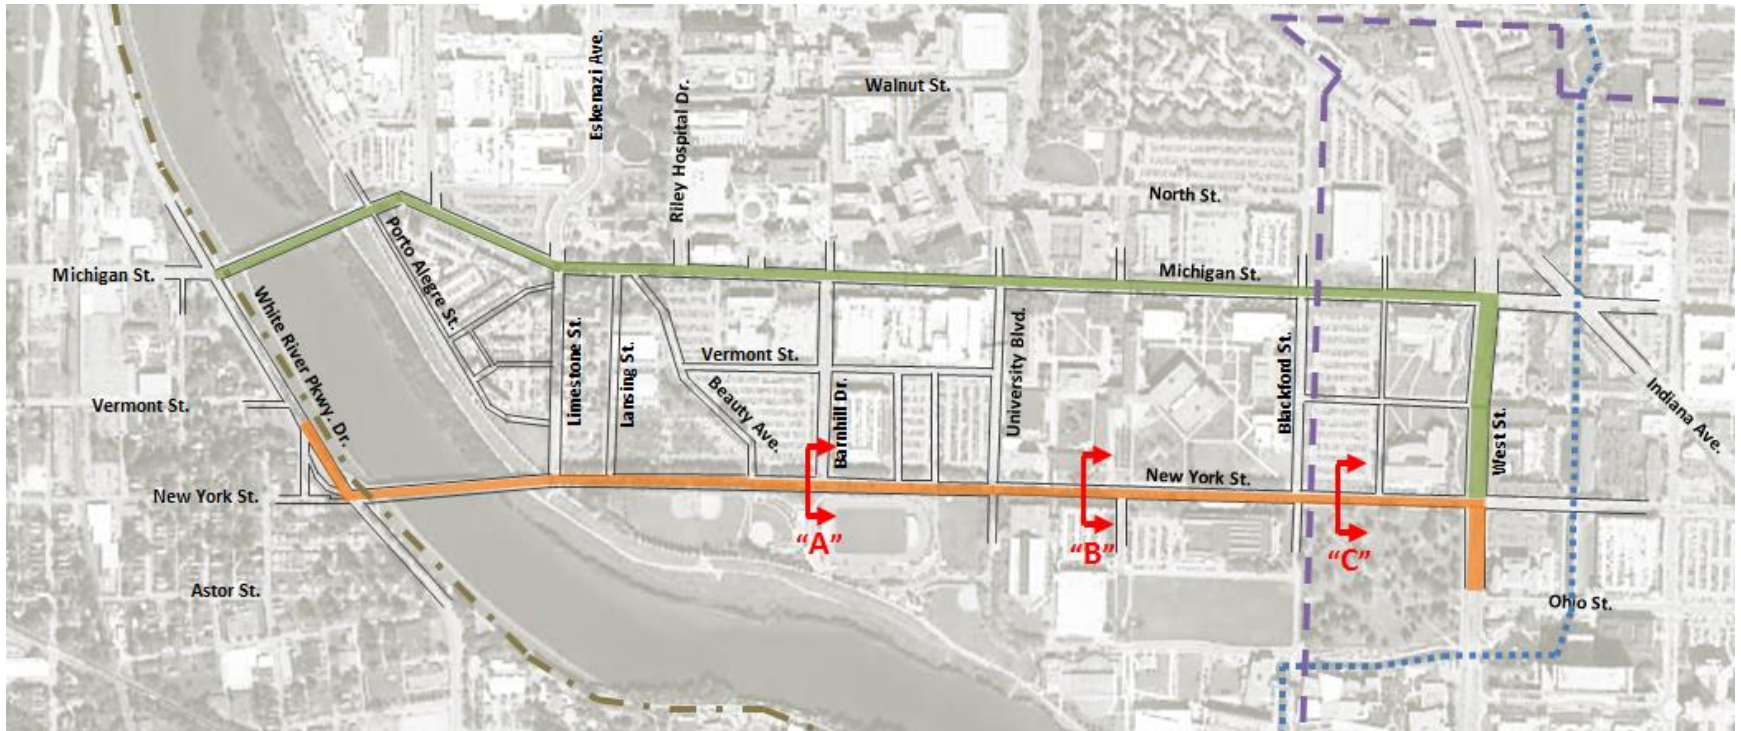 Eskenazi Ave.
Riley Hospital Dr.
Walnut St.
North St.
Porto Alegre St.
Michigan St.
Michigan St.
White River Pkwy. Dr.
Limestone St.
Lansing St.
Vermont St.
Beauty Ave.
Barnhill Dr.
University Blvd.
Blackford St.
West St.
Indiana Ave.
Vermont St.
New York St.
New York St.
"A"
"B"
"C"
Astor St.
Ohio St.